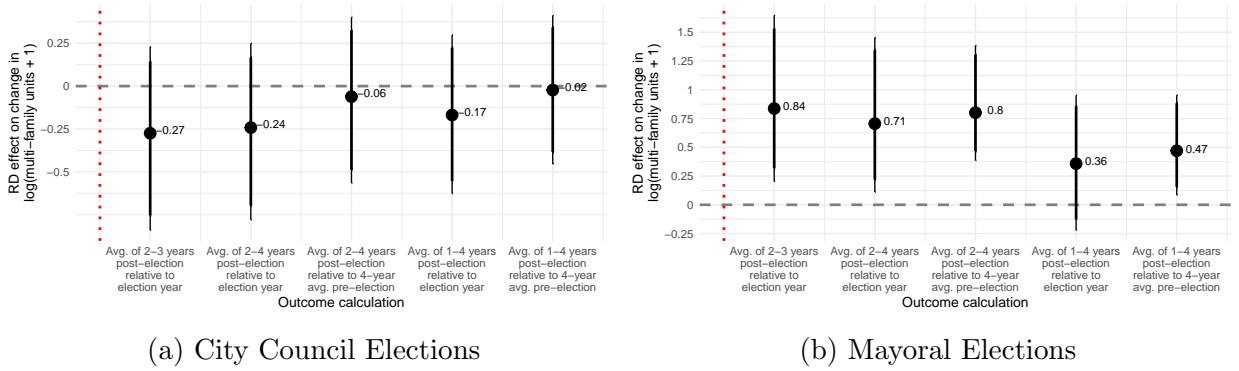 RD effect on change in
log(multi−family units + 1)
0.25
0
−0.25
−0.5
−0.27
−0.24
−0.06
−0.17
−0.02
Avg. of 2−3 years
post−election
relative to
election year
Avg. of 2−4 years
post−election
relative to
election year
Avg. of 2−4 years
post−election
relative to 4−year
avg. pre−election
Avg. of 1−4 years
post−election
relative to
election year
Avg. of 1−4 years
post−election
relative to 4−year
avg. pre−election
Outcome calculation
(a) City Council Elections
RD effect on change in
log(multi−family units + 1)
1.5
1.25
1
0.75
0.5
0.25
0
−0.25
0.84
0.71
0.8
0.36
0.47
Avg. of 2−3 years
post−election
relative to
election year
Avg. of 2−4 years
post−election
relative to
election year
Avg. of 2−4 years
post−election
relative to 4−year
avg. pre−election
Avg. of 1−4 years
post−election
relative to
election year
Avg. of 1−4 years
post−election
relative to 4−year
avg. pre−election
Outcome calculation
(b) Mayoral Elections